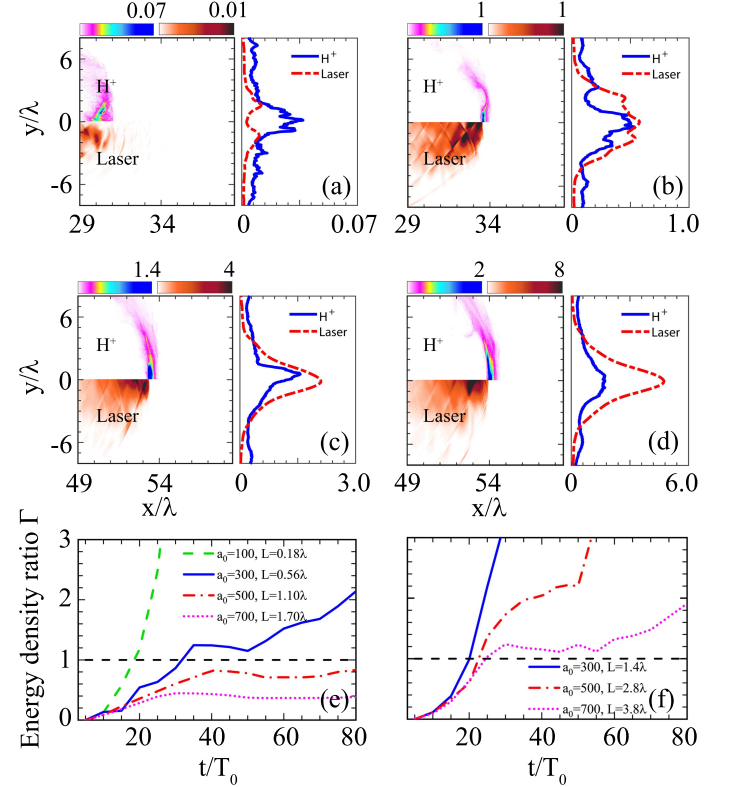 0.07 0.01 1 1
6 H⁺ H⁺ H⁺ H⁺
Laser Laser
y/λ 0
Laser Laser
-6 (a) (b)
29 34 0 0.07 29 34 0 1.0
1.4 4 2 8
6 H⁺ H⁺
Laser Laser
H⁺ H⁺
y/λ 0
Laser Laser
-6 (c) (d)
49 54 0 3.0 49 54 0 6.0
x/λ x/λ
Energy density ratio Γ
3
a₀=100, L=0.18λ
a₀=300, L=0.56λ
2
a₀=500, L=1.10λ
a₀=700, L=1.70λ
1
a₀=300, L=1.4λ
(e) a₀=500, L=2.8λ (f)
a₀=700, L=3.8λ
0
20 40 60 80 20 40 60 80
t/T₀ t/T₀